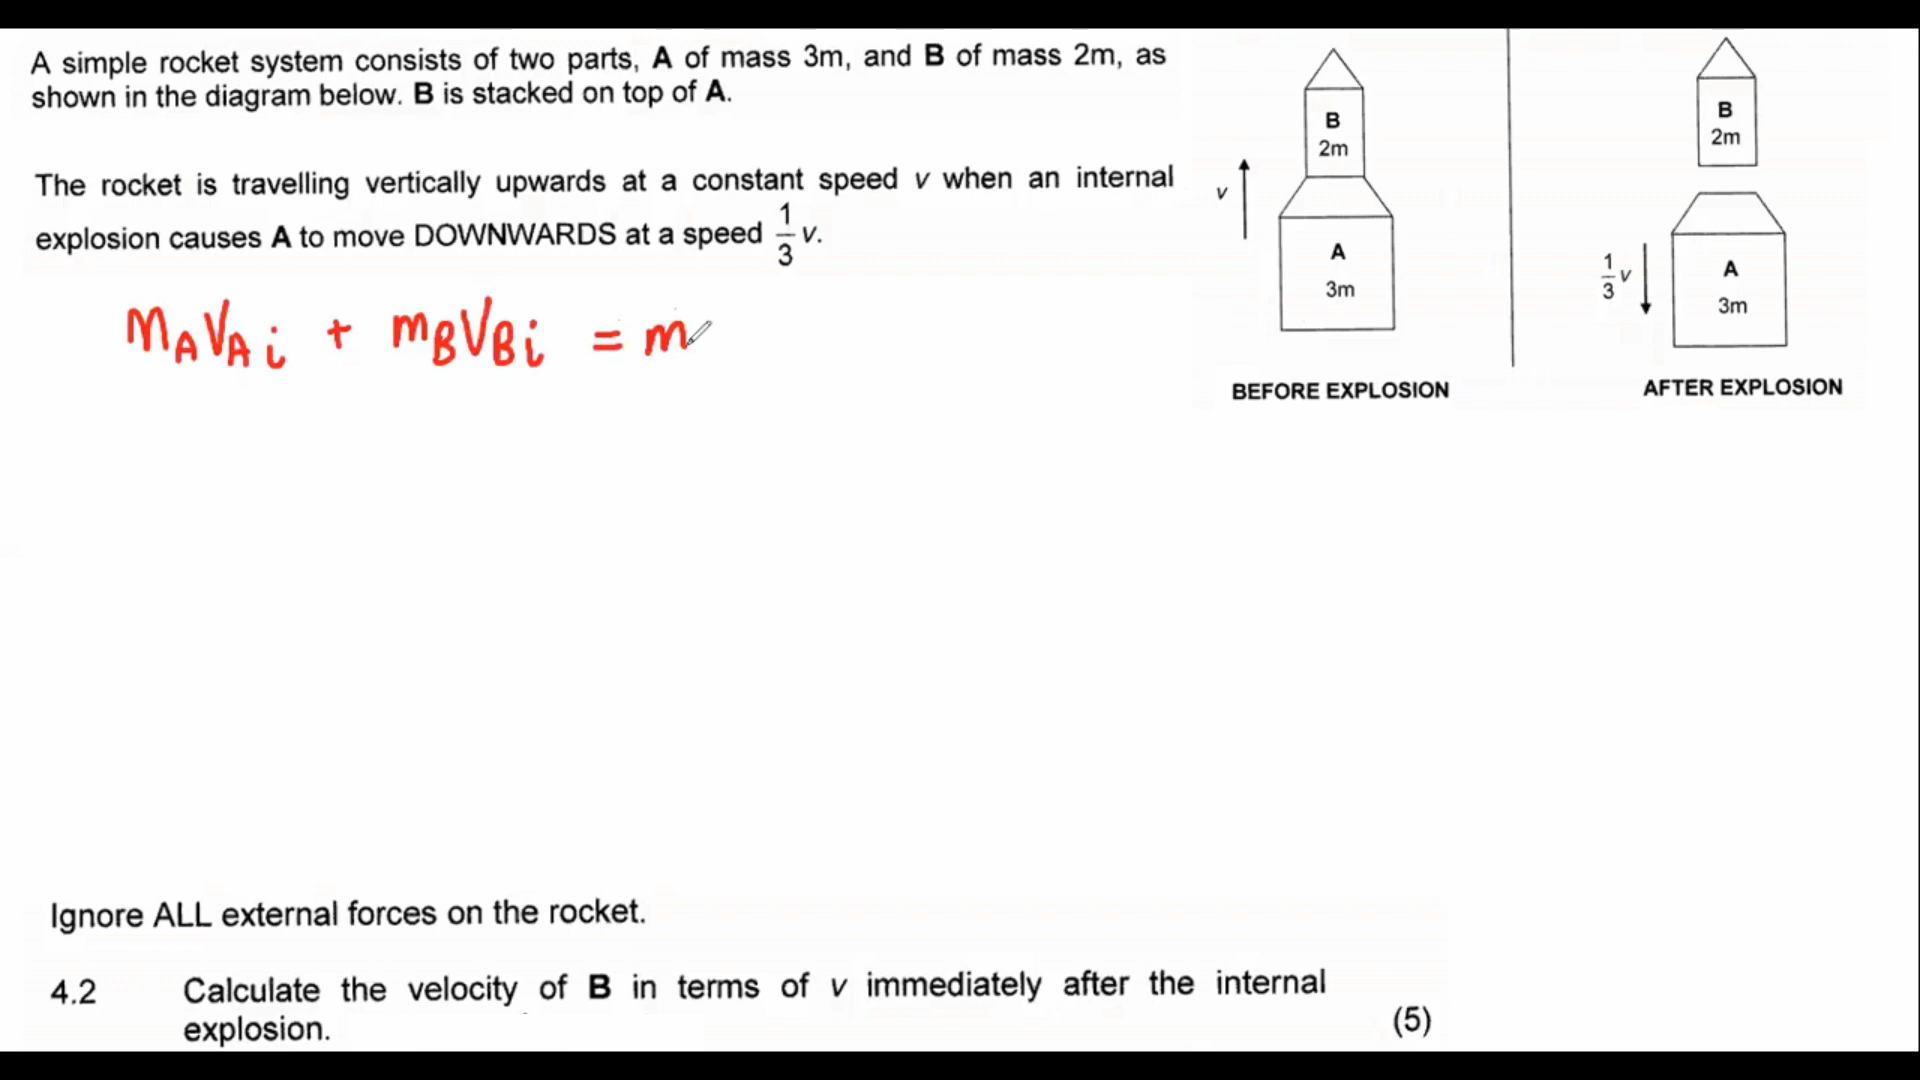 A simple rocket system consists of two parts, A of mass 3m, and B of mass 2m, as
shown in the diagram below. B is stacked on top of A.
The rocket is travelling vertically upwards at a constant speed v when an internal
explosion causes A to move DOWNWARDS at a speed 1/3 v.
mAvAi + mBvBi = m
B
2m
v
A
3m
BEFORE EXPLOSION
B
2m
1/3 v
A
3m
AFTER EXPLOSION
Ignore ALL external forces on the rocket.
4.2 Calculate the velocity of B in terms of v immediately after the internal
explosion.
(5)